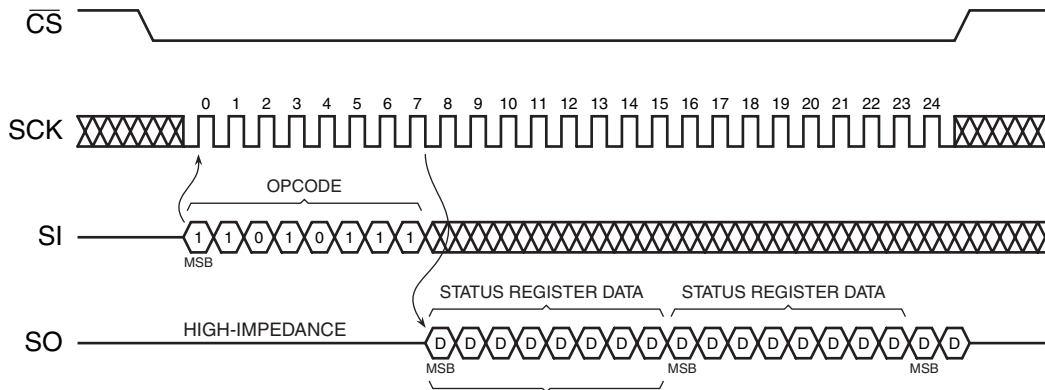 CS
0 1 2 3 4 5 6 7 8 9 10 11 12 13 14 15 16 17 18 19 20 21 22 23 24
SCK
OPCODE
SI 1 1 0 1 0 1 1 1
MSB
STATUS REGISTER DATA STATUS REGISTER DATA
SO HIGH-IMPEDANCE D D D D D D D D D D D D D D D D D D
MSB MSB MSB